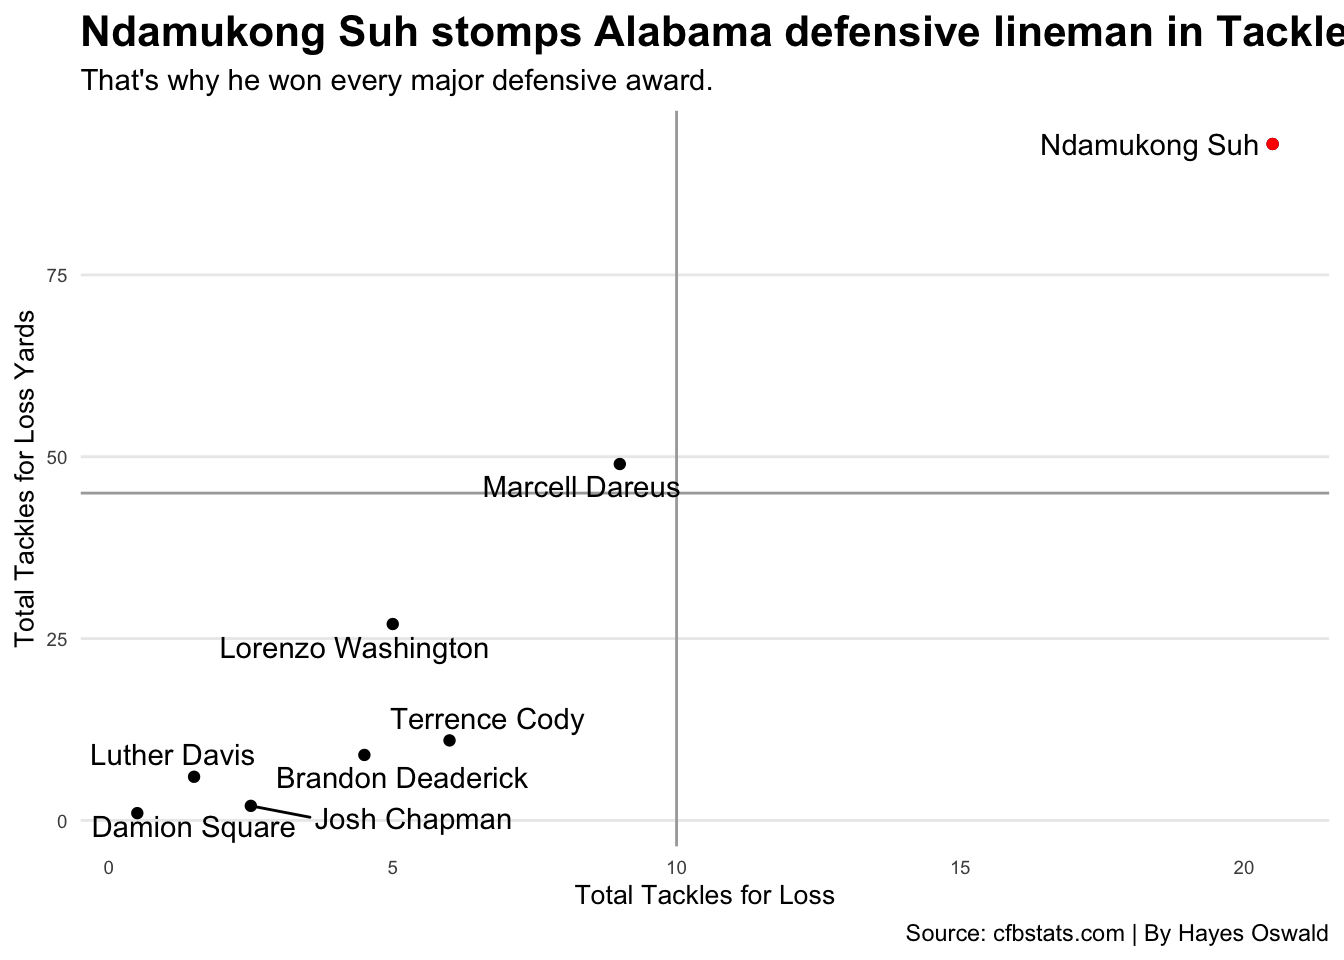 Ndamukong Suh stomps Alabama defensive lineman in Tackle
That's why he won every major defensive award.
Ndamukong Suh
75
50
Marcell Dareus
Total Tackles for Loss Yards
25
Lorenzo Washington
Terrence Cody
Luther Davis
Brandon Deaderick
Josh Chapman
0
Damion Square
0 5 10 15 20
Total Tackles for Loss
Source: cfbstats.com | By Hayes Oswald